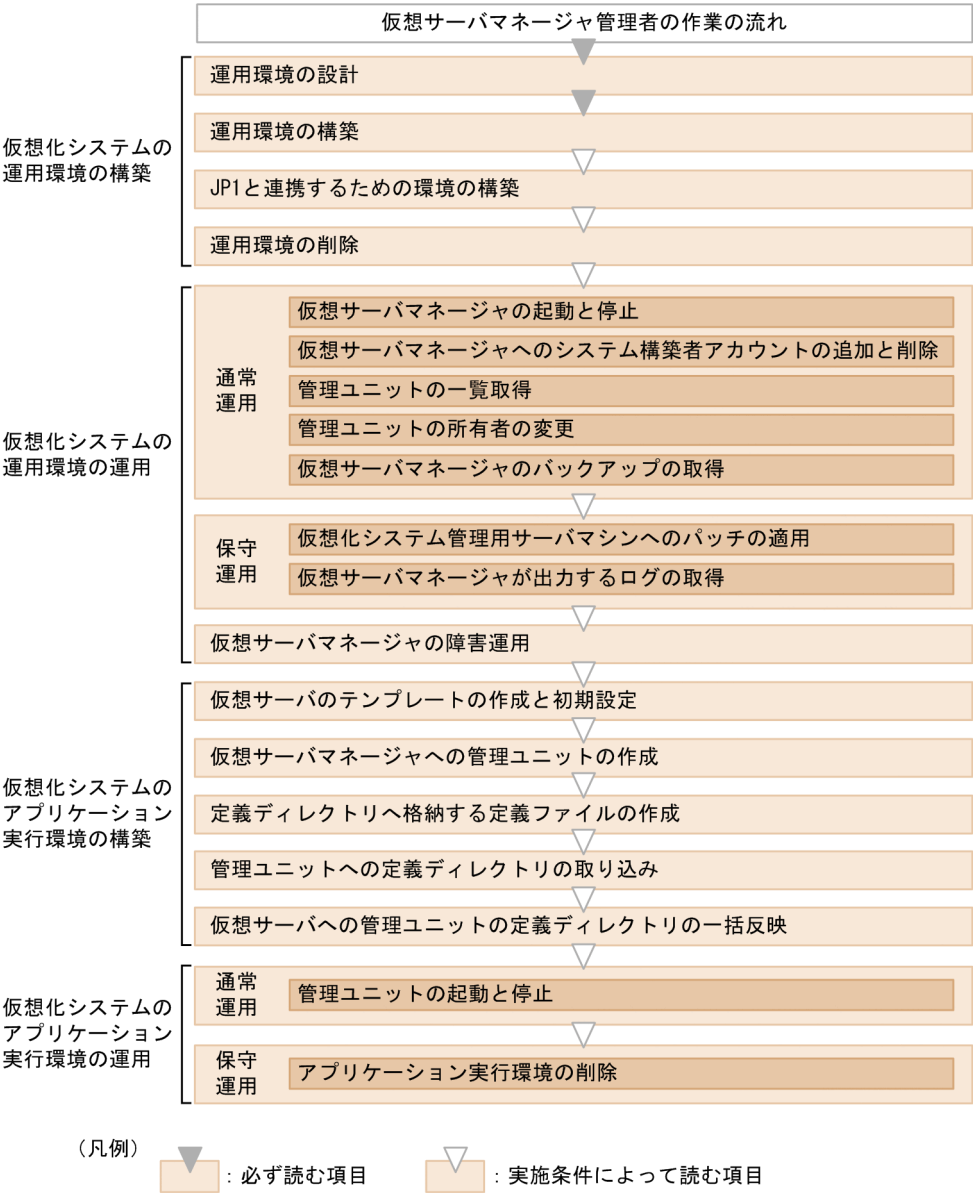 仮想サーバマネージャ管理者の作業の流れ
仮想化システムの
運用環境の構築
運用環境の設計
運用環境の構築
JP1と連携するための環境の構築
運用環境の削除
仮想化システムの
運用環境の運用
通常
運用
仮想サーバマネージャの起動と停止
仮想サーバマネージャへのシステム構築者アカウントの追加と削除
管理ユニットの一覧取得
管理ユニットの所有者の変更
仮想サーバマネージャのバックアップの取得
保守
運用
仮想化システム管理用サーバマシンへのパッチの適用
仮想サーバマネージャが出力するログの取得
仮想サーバマネージャの障害運用
仮想化システムの
アプリケーション
実行環境の構築
仮想サーバのテンプレートの作成と初期設定
仮想サーバマネージャへの管理ユニットの作成
定義ディレクトリへ格納する定義ファイルの作成
管理ユニットへの定義ディレクトリの取り込み
仮想サーバへの管理ユニットの定義ディレクトリの一括反映
仮想化システムの
アプリケーション
実行環境の運用
通常
運用
管理ユニットの起動と停止
保守
運用
アプリケーション実行環境の削除
（凡例）
：必ず読む項目
：実施条件によって読む項目